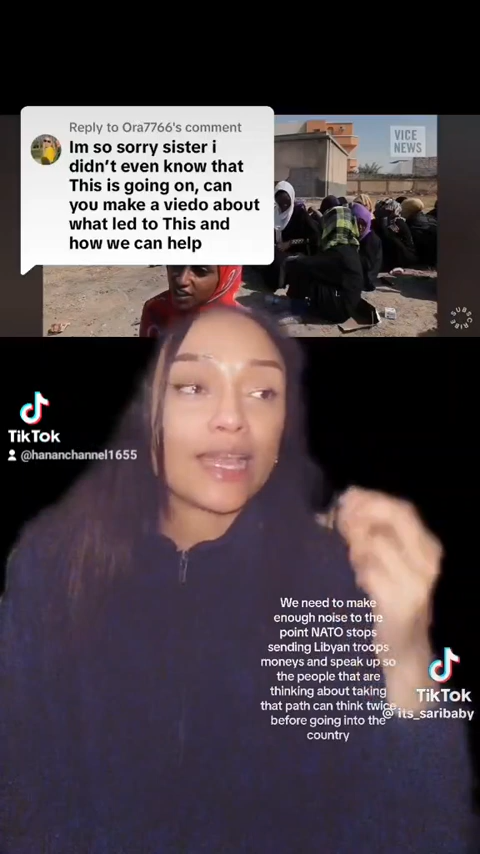 VICE
NEWS
Reply to Ora7766's comment
Im so sorry sister i
didn't even know that
This is going on, can
you make a viedo about
what led to This and
how we can help
SUBSCRIBE
TikTok
@hananchannel1655
We need to make
enough noise to the
point NATO stops
sending Libyan troops
moneys and speak up so
the people that are
thinking about taking
that path can think twice
before going into the
country
TikTok
@its_saribaby